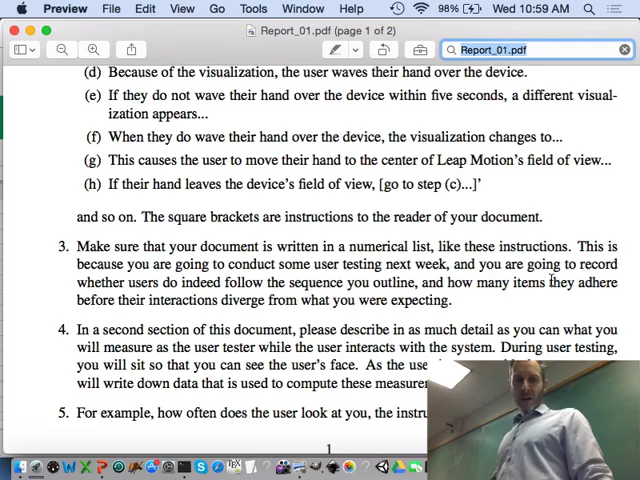 Preview File Edit View Go Tools Window Help 98% Wed 10:59 AM
Report_01.pdf (page 1 of 2)
Report_01.pdf
(d) Because of the visualization, the user waves their hand over the device.
(e) If they do not wave their hand over the device within five seconds, a different visual-
ization appears...
(f) When they do wave their hand over the device, the visualization changes to...
(g) This causes the user to move their hand to the center of Leap Motion's field of view...
(h) If their hand leaves the device's field of view, [go to step (c)...]'
and so on. The square brackets are instructions to the reader of your document.
3. Make sure that your document is written in a numerical list, like these instructions. This is
because you are going to conduct some user testing next week, and you are going to record
whether users do indeed follow the sequence you outline, and how many items they adhere
before their interactions diverge from what you were expecting.
4. In a second section of this document, please describe in as much detail as you can what you
will measure as the user tester while the user interacts with the system. During user testing,
you will sit so that you can see the user's face. As the use
will write down data that is used to compute these measure
5. For example, how often does the user look at you, the instru
1